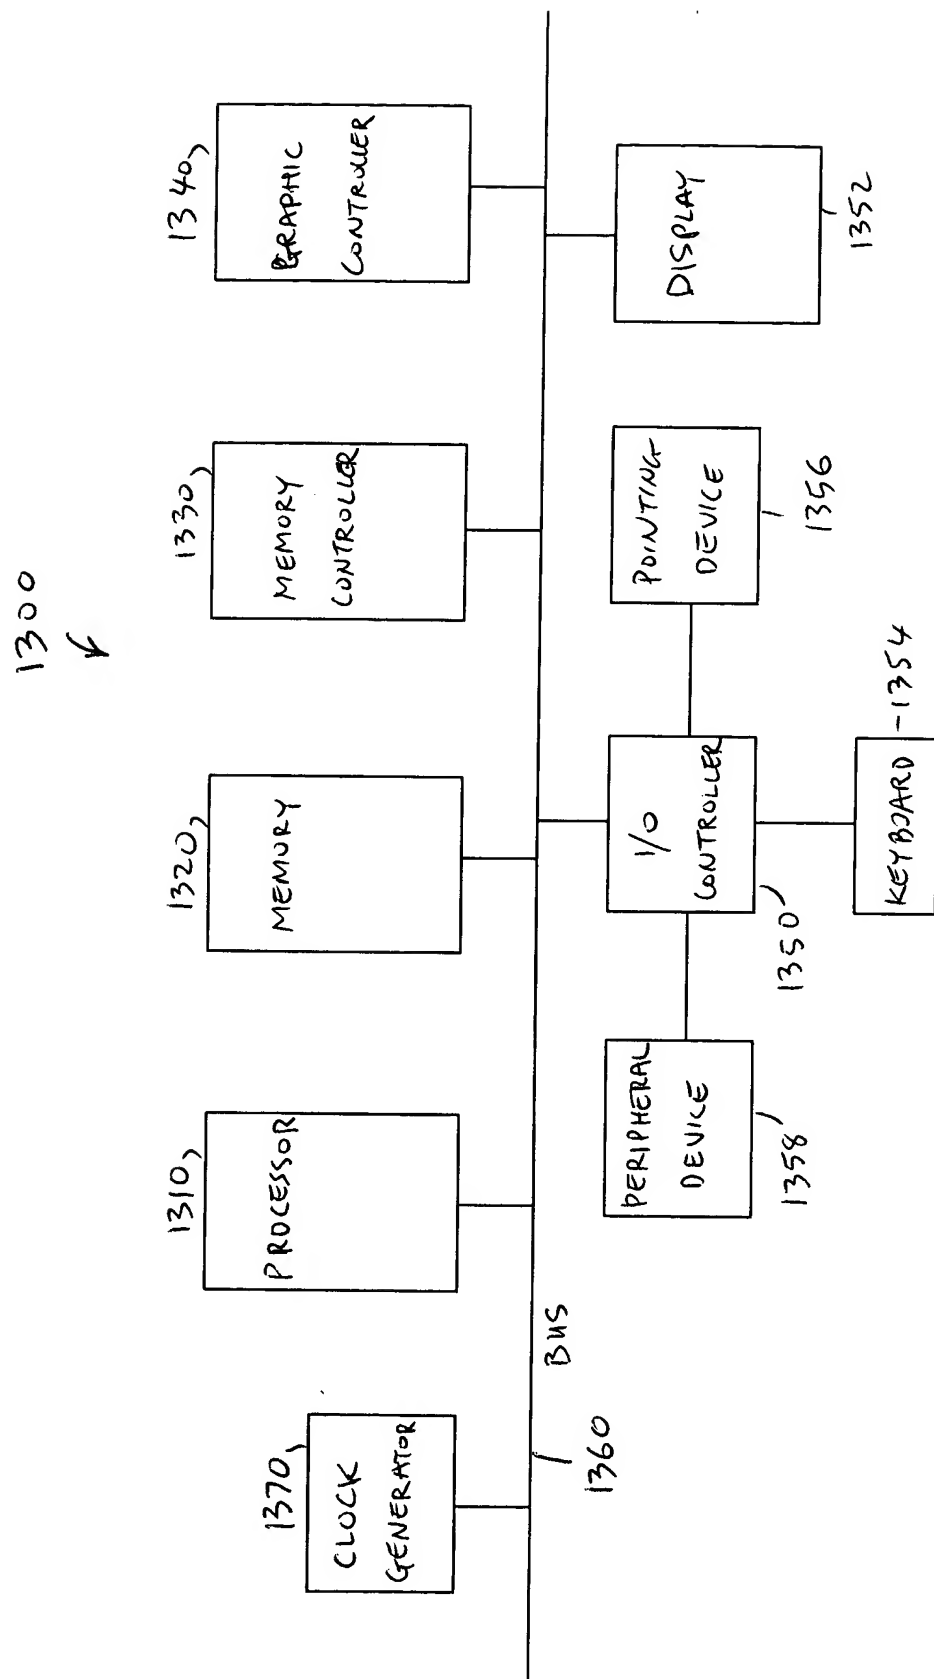 1300
1370
CLOCK
GENERATOR
1310
PROCESSOR
1320
MEMORY
1330
MEMORY
CONTROLLER
1340
GRAPHIC
CONTROLLER
BUS
1360
PERIPHERAL
DEVICE
1358
I/O
CONTROLLER
1350
KEYBOARD
1354
POINTING
DEVICE
1356
DISPLAY
1352